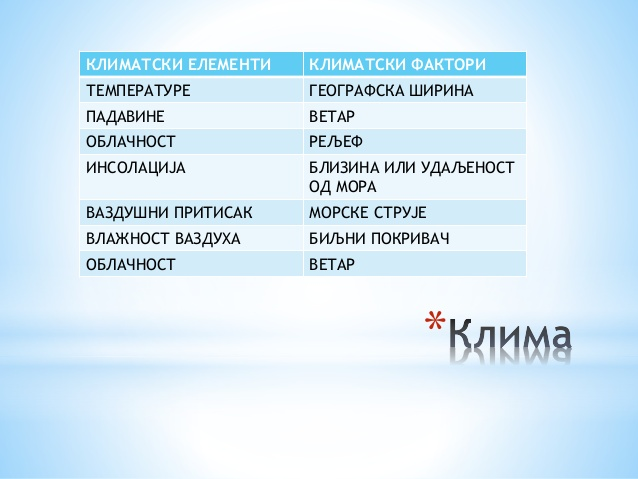 КЛИМАТСКИ ЕЛЕМЕНТИ КЛИМАТСКИ ФАКТОРИ
ТЕМПЕРАТУРЕ ГЕОГРАФСКА ШИРИНА
ПАДАВИНЕ ВЕТАР
ОБЛАЧНОСТ РЕЉЕФ
ИНСОЛАЦИЈА БЛИЗИНА ИЛИ УДАЉЕНОСТ
ОД МОРА
ВАЗДУШНИ ПРИТИСАК МОРСКЕ СТРУЈЕ
ВЛАЖНОСТ ВАЗДУХА БИЉНИ ПОКРИВАЧ
ОБЛАЧНОСТ ВЕТАР
*Клима